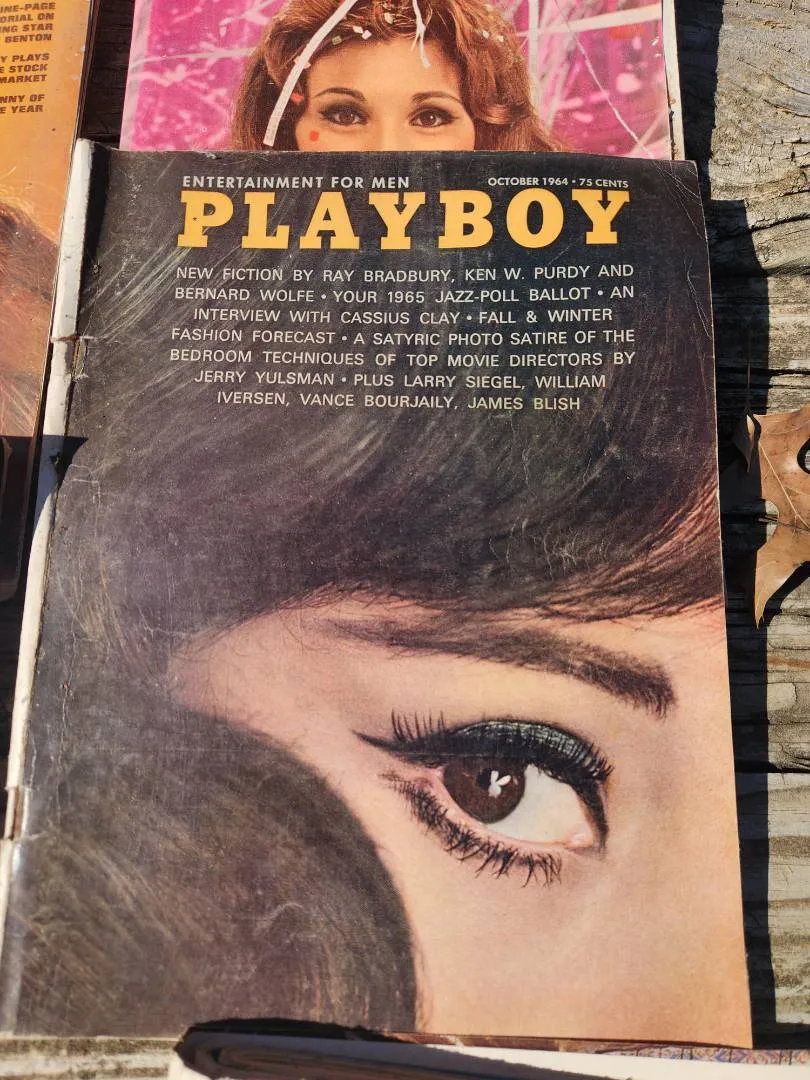 INE-PAGE
ORIAL ON
NG STAR
BENTON
Y PLAYS
E STOCK
MARKET
NNY OF
E YEAR
ENTERTAINMENT FOR MEN
OCTOBER 1964 • 75 CENTS
PLAYBOY
NEW FICTION BY RAY BRADBURY, KEN W. PURDY AND
BERNARD WOLFE • YOUR 1965 JAZZ-POLL BALLOT • AN
INTERVIEW WITH CASSIUS CLAY • FALL & WINTER
FASHION FORECAST • A SATYRIC PHOTO SATIRE OF THE
BEDROOM TECHNIQUES OF TOP MOVIE DIRECTORS BY
JERRY YULSMAN • PLUS LARRY SIEGEL, WILLIAM
IVERSEN, VANCE BOURJAILY, JAMES BLISH